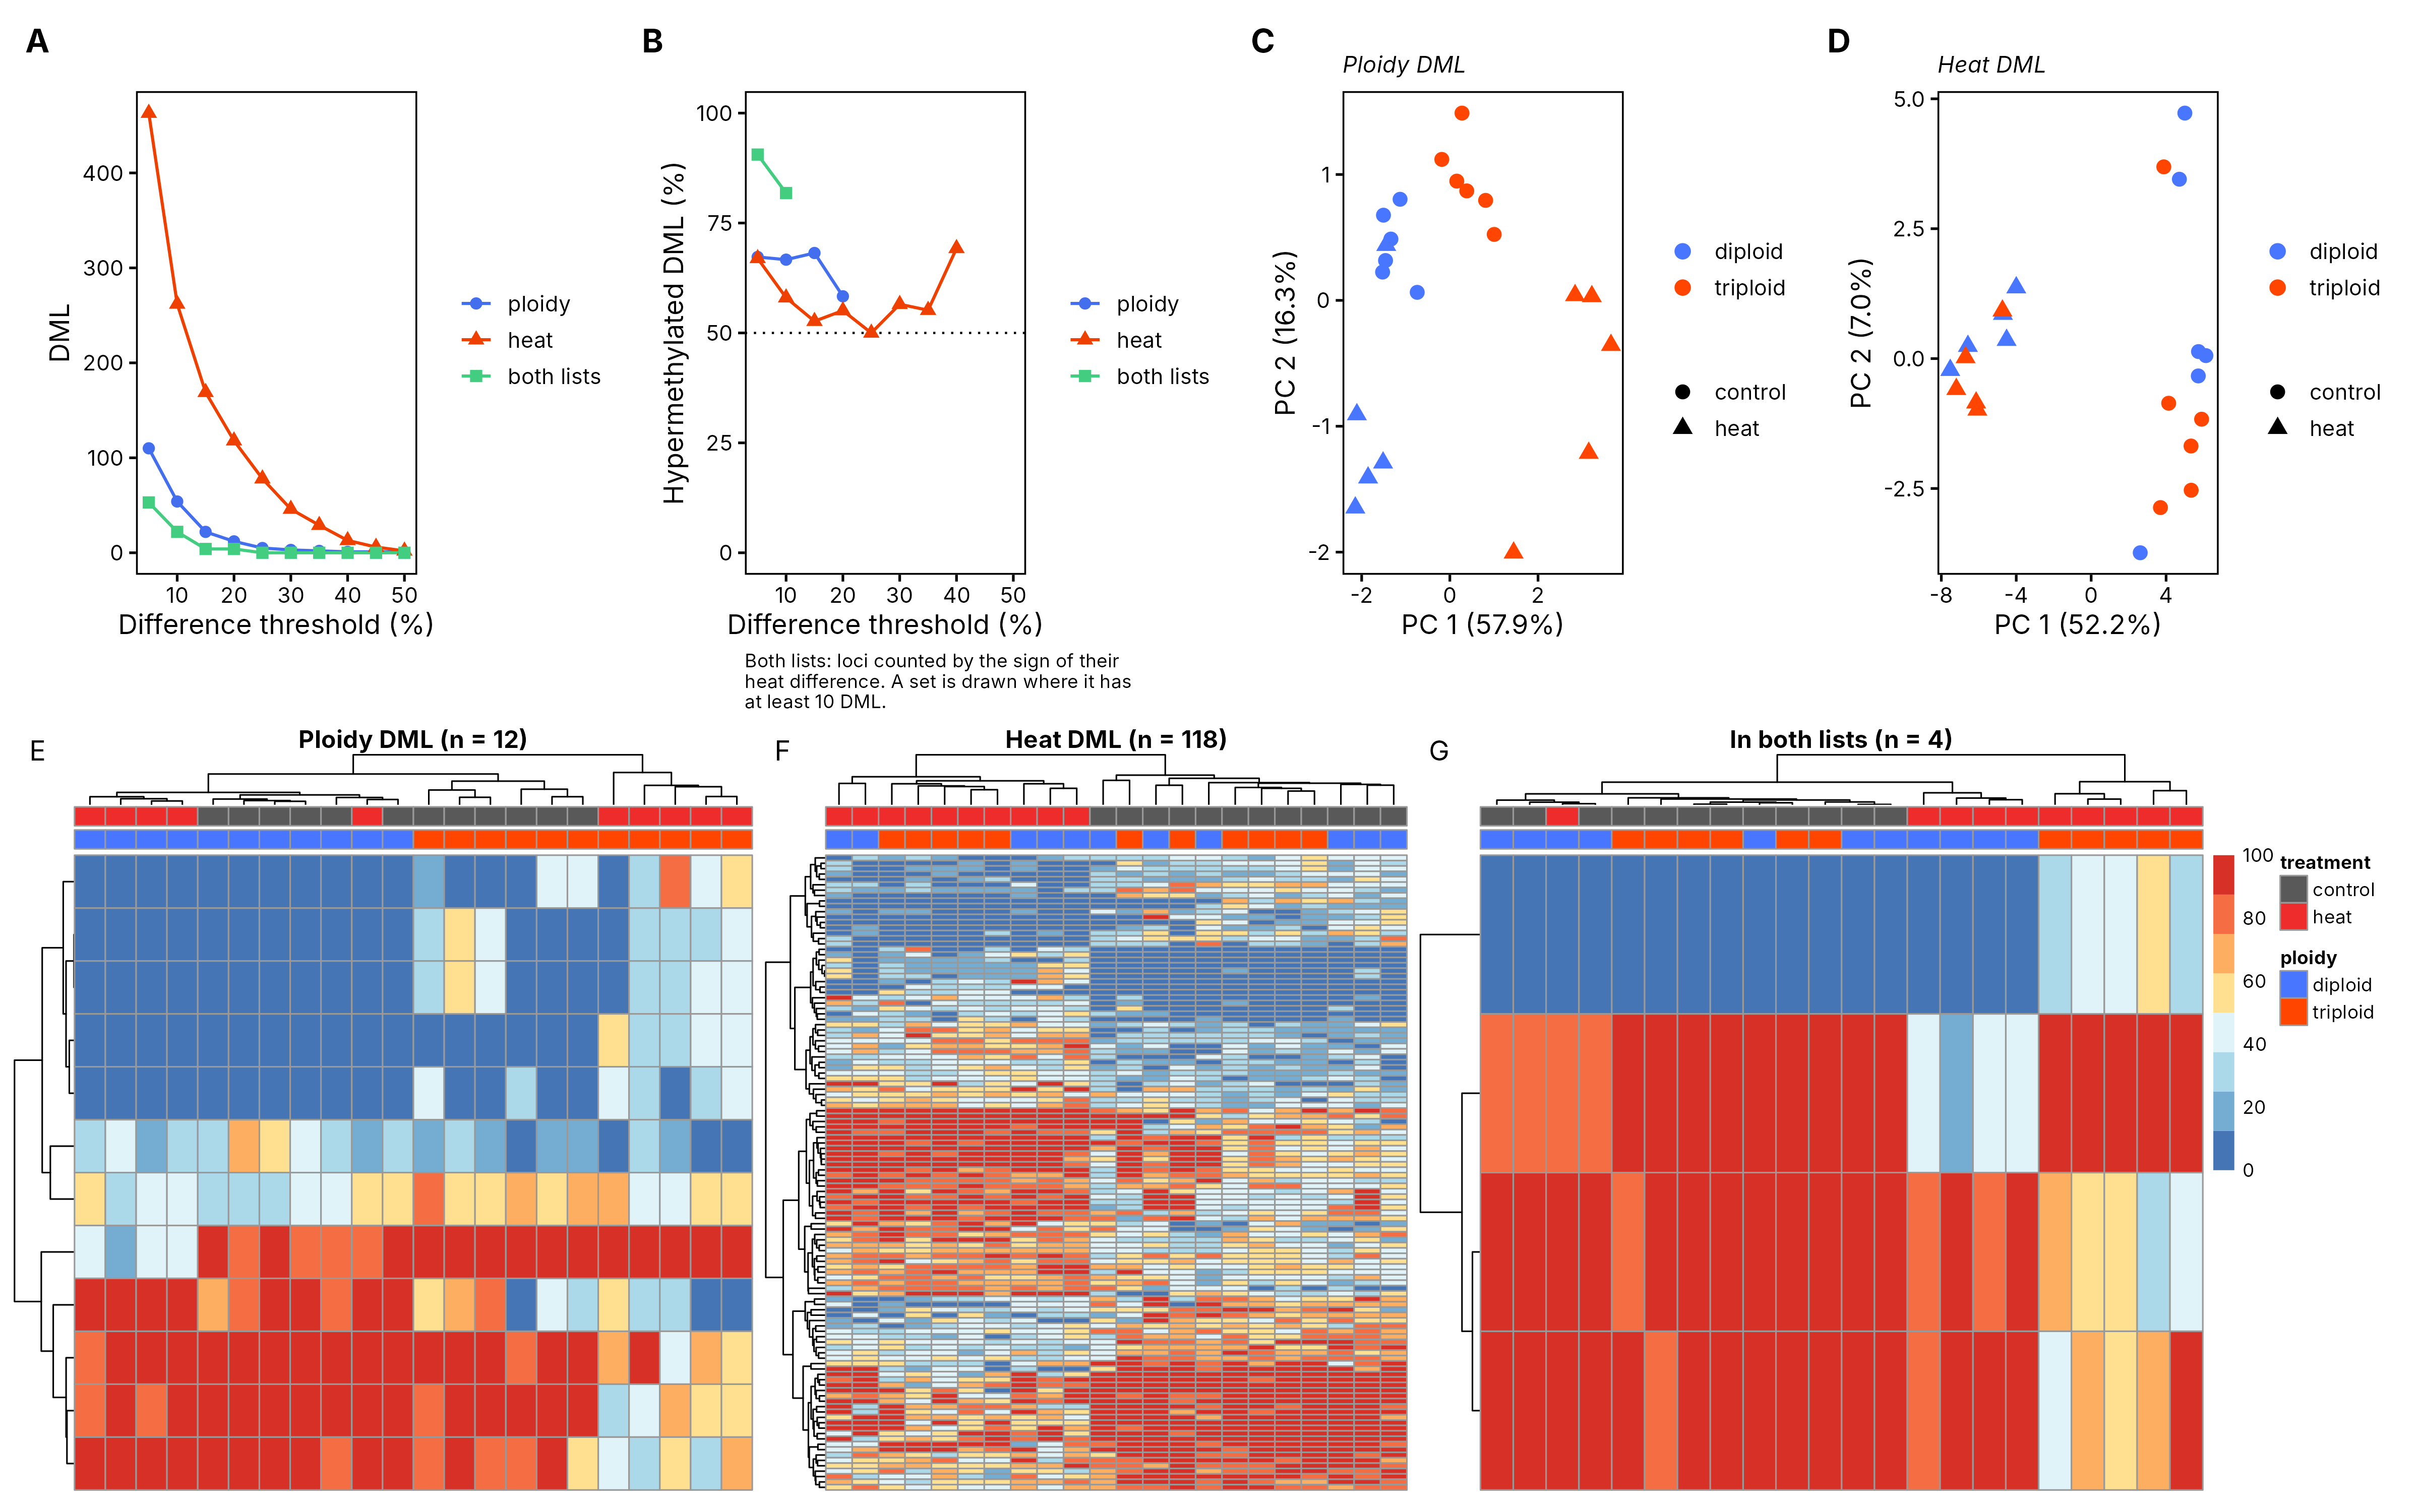 A
DML
400
300
200
100
0
10 20 30 40 50
Difference threshold (%)
ploidy
heat
both lists
B
Hypermethylated DML (%)
100
75
50
25
0
10 20 30 40 50
Difference threshold (%)
Both lists: loci counted by the sign of their
heat difference. A set is drawn where it has
at least 10 DML.
ploidy
heat
both lists
C
Ploidy DML
PC 2 (16.3%)
1
0
-1
-2
-2 0 2
PC 1 (57.9%)
diploid
triploid
control
heat
D
Heat DML
PC 2 (7.0%)
5.0
2.5
0.0
-2.5
-8 -4 0 4
PC 1 (52.2%)
diploid
triploid
control
heat
E
Ploidy DML (n = 12)
F
Heat DML (n = 118)
G
In both lists (n = 4)
100
80
60
40
20
0
treatment
control
heat
ploidy
diploid
triploid